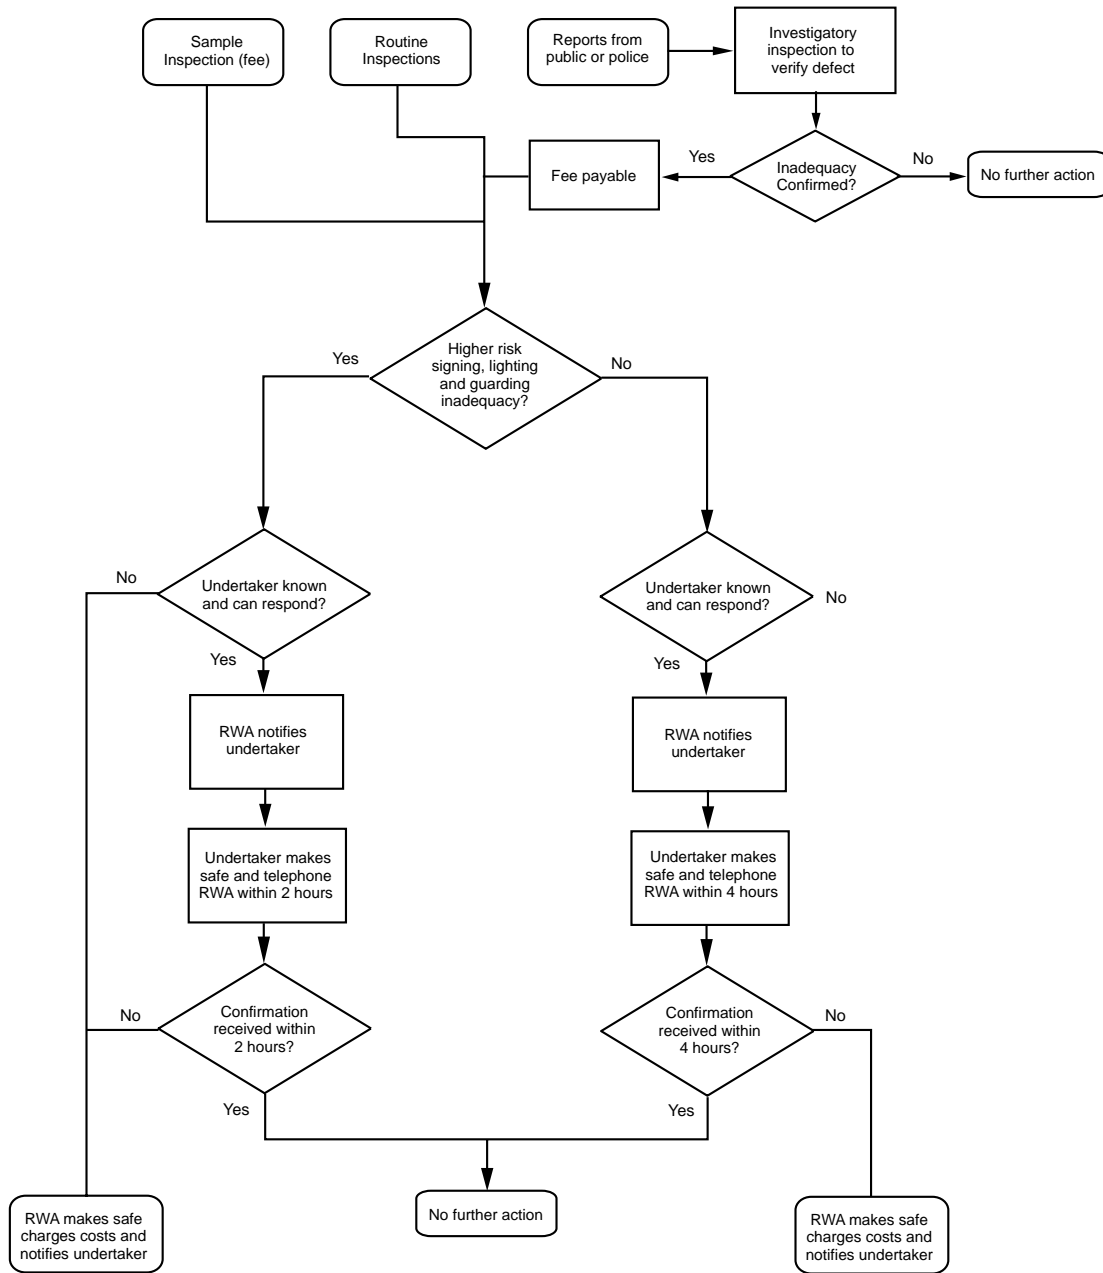 Sample
Inspection (fee)
Routine
Inspections
Reports from
public or police
Investigatory
inspection to
verify defect
Yes
Fee payable
Inadequacy
Confirmed?
No
No further action
Yes
Higher risk
signing, lighting
and guarding
inadequacy?
No
No
Undertaker known
and can respond?
Yes
Undertaker known
and can respond?
No
Yes
RWA notifies
undertaker
RWA notifies
undertaker
Undertaker makes
safe and telephone
RWA within 2 hours
Undertaker makes
safe and telephone
RWA within 4 hours
No
Confirmation
received within
2 hours?
Yes
Confirmation
received within
4 hours?
No
Yes
RWA makes safe
charges costs and
notifies undertaker
No further action
RWA makes safe
charges costs and
notifies undertaker